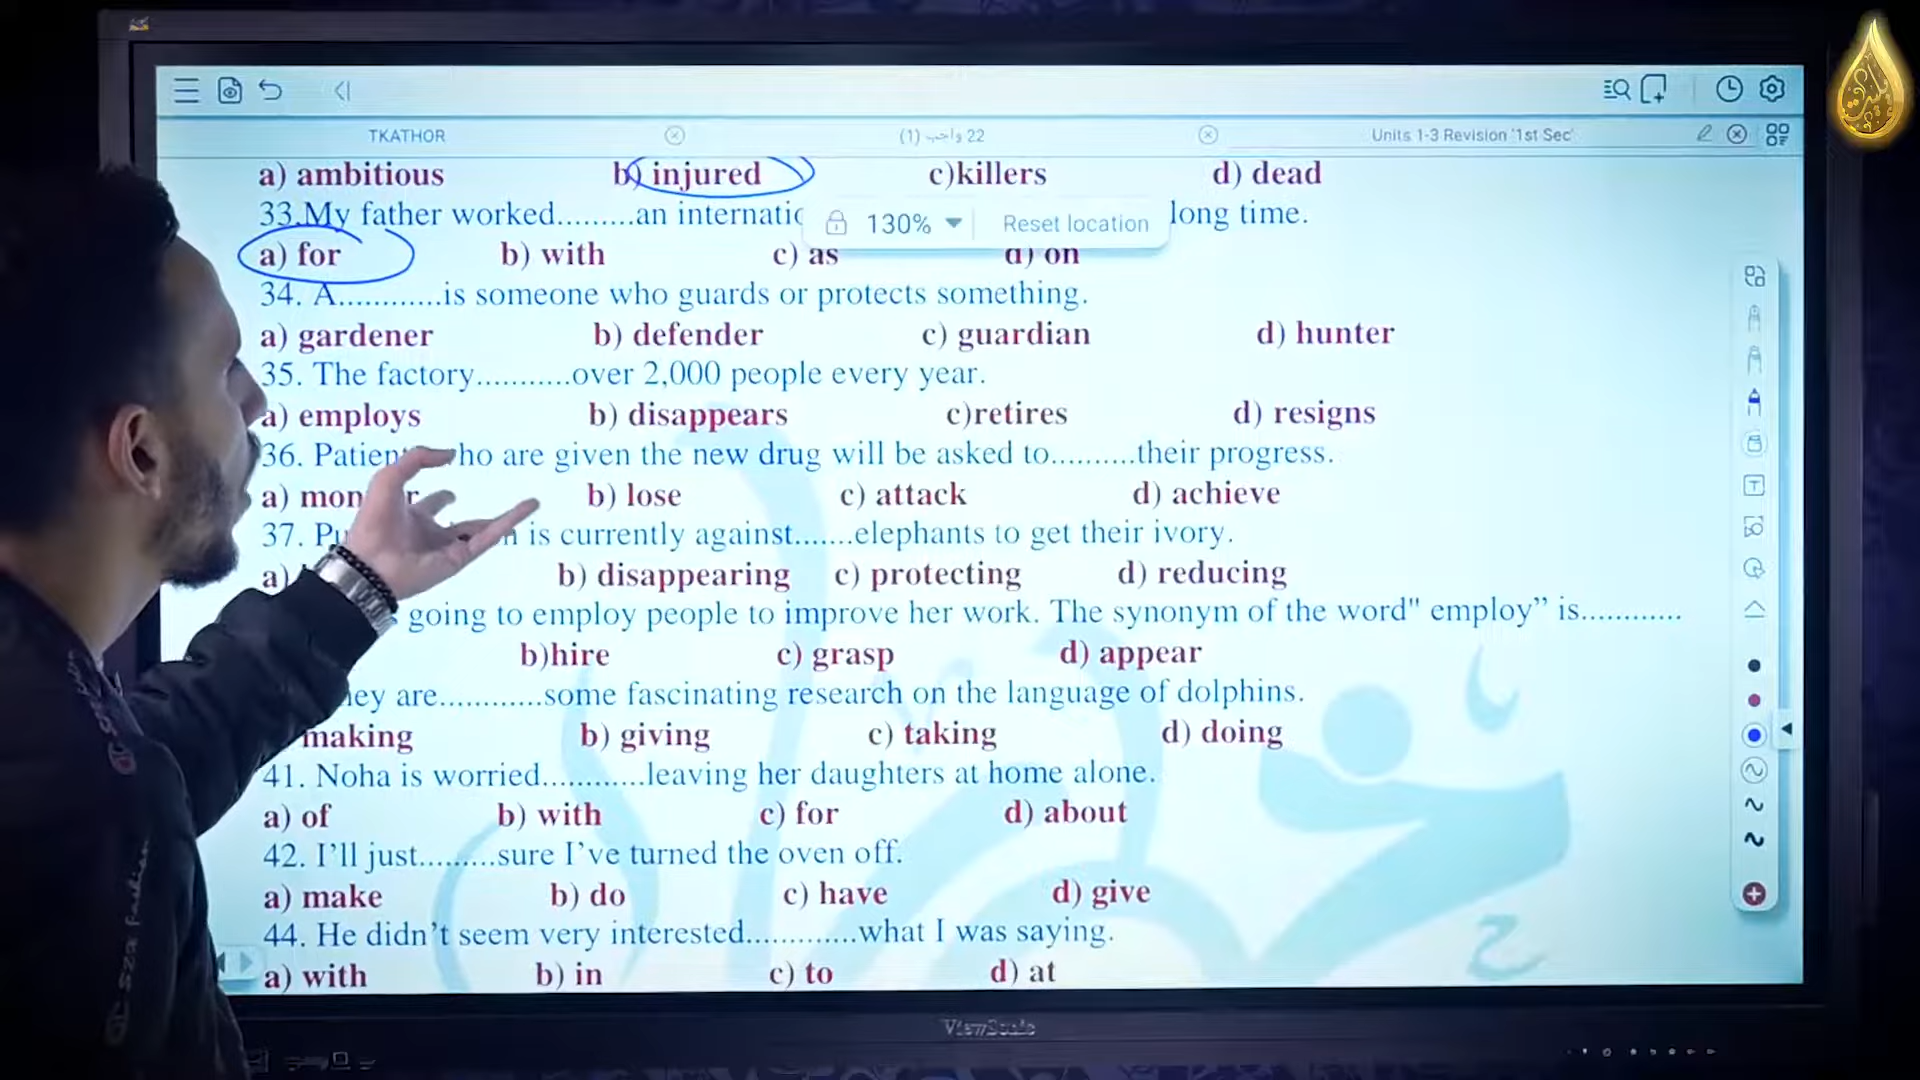 TKATHOR
22 واجب (1)
Units 1-3 Revision '1st Sec'
a) ambitious b) injured c)killers d) dead
33.My father worked.........an internatic long time.
130% Reset location
a) for b) with c) as d) on
34. A............is someone who guards or protects something.
a) gardener b) defender c) guardian d) hunter
35. The factory...........over 2,000 people every year.
a) employs b) disappears c)retires d) resigns
36. Patien ho are given the new drug will be asked to..........their progress.
a) mon r b) lose c) attack d) achieve
37. Pu n is currently against.......elephants to get their ivory.
a) b) disappearing c) protecting d) reducing
going to employ people to improve her work. The synonym of the word" employ” is............
b)hire c) grasp d) appear
hey are............some fascinating research on the language of dolphins.
making b) giving c) taking d) doing
41. Noha is worried............leaving her daughters at home alone.
a) of b) with c) for d) about
42. I’ll just.........sure I’ve turned the oven off.
a) make b) do c) have d) give
44. He didn’t seem very interested.............what I was saying.
a) with b) in c) to d) at
ViewSonic